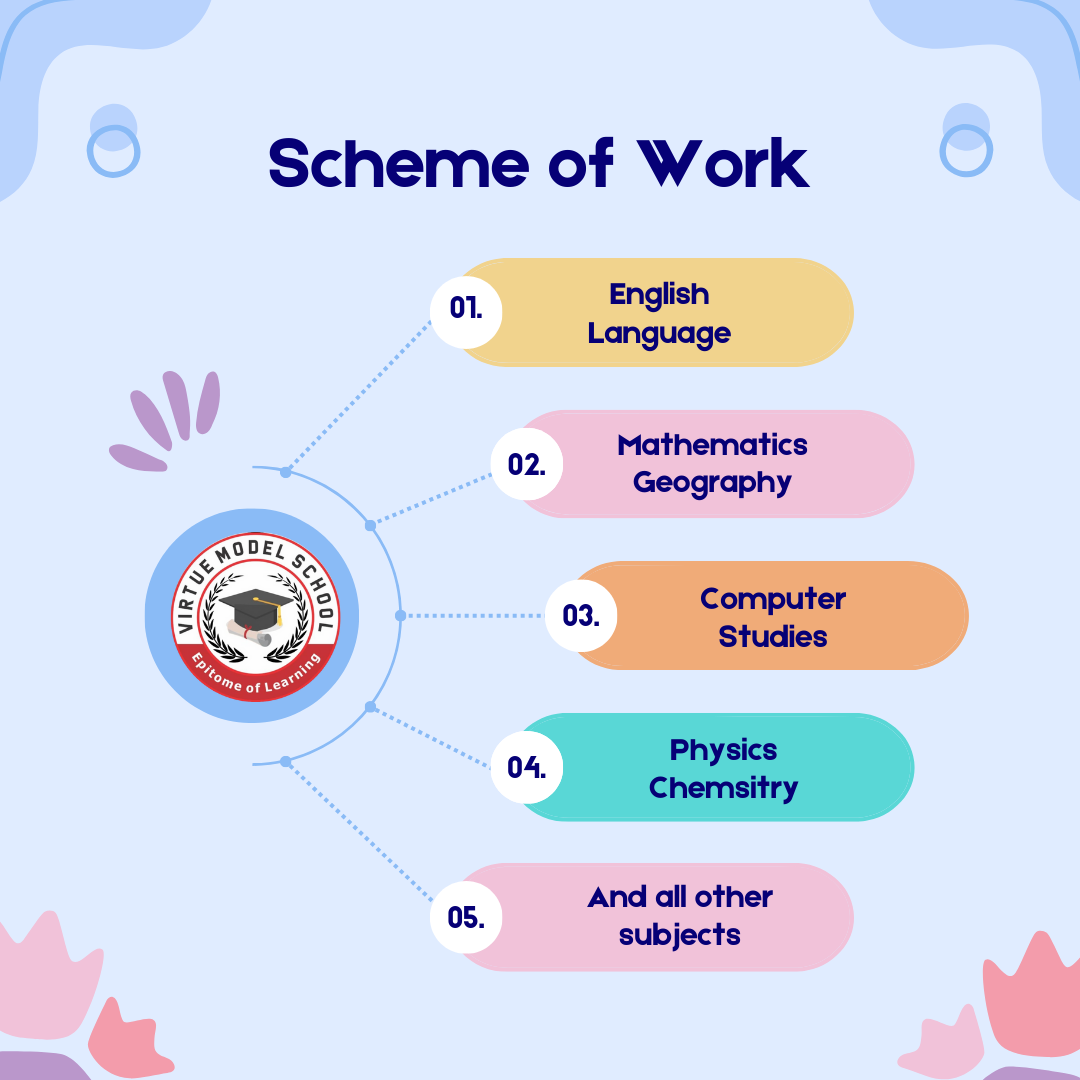 Scheme of Work
01.
English
Language
02.
Mathematics
Geography
03.
Computer
Studies
04.
Physics
Chemsitry
05.
And all other
subjects
VIRTUE MODEL SCHOOL
Epitome of Learning